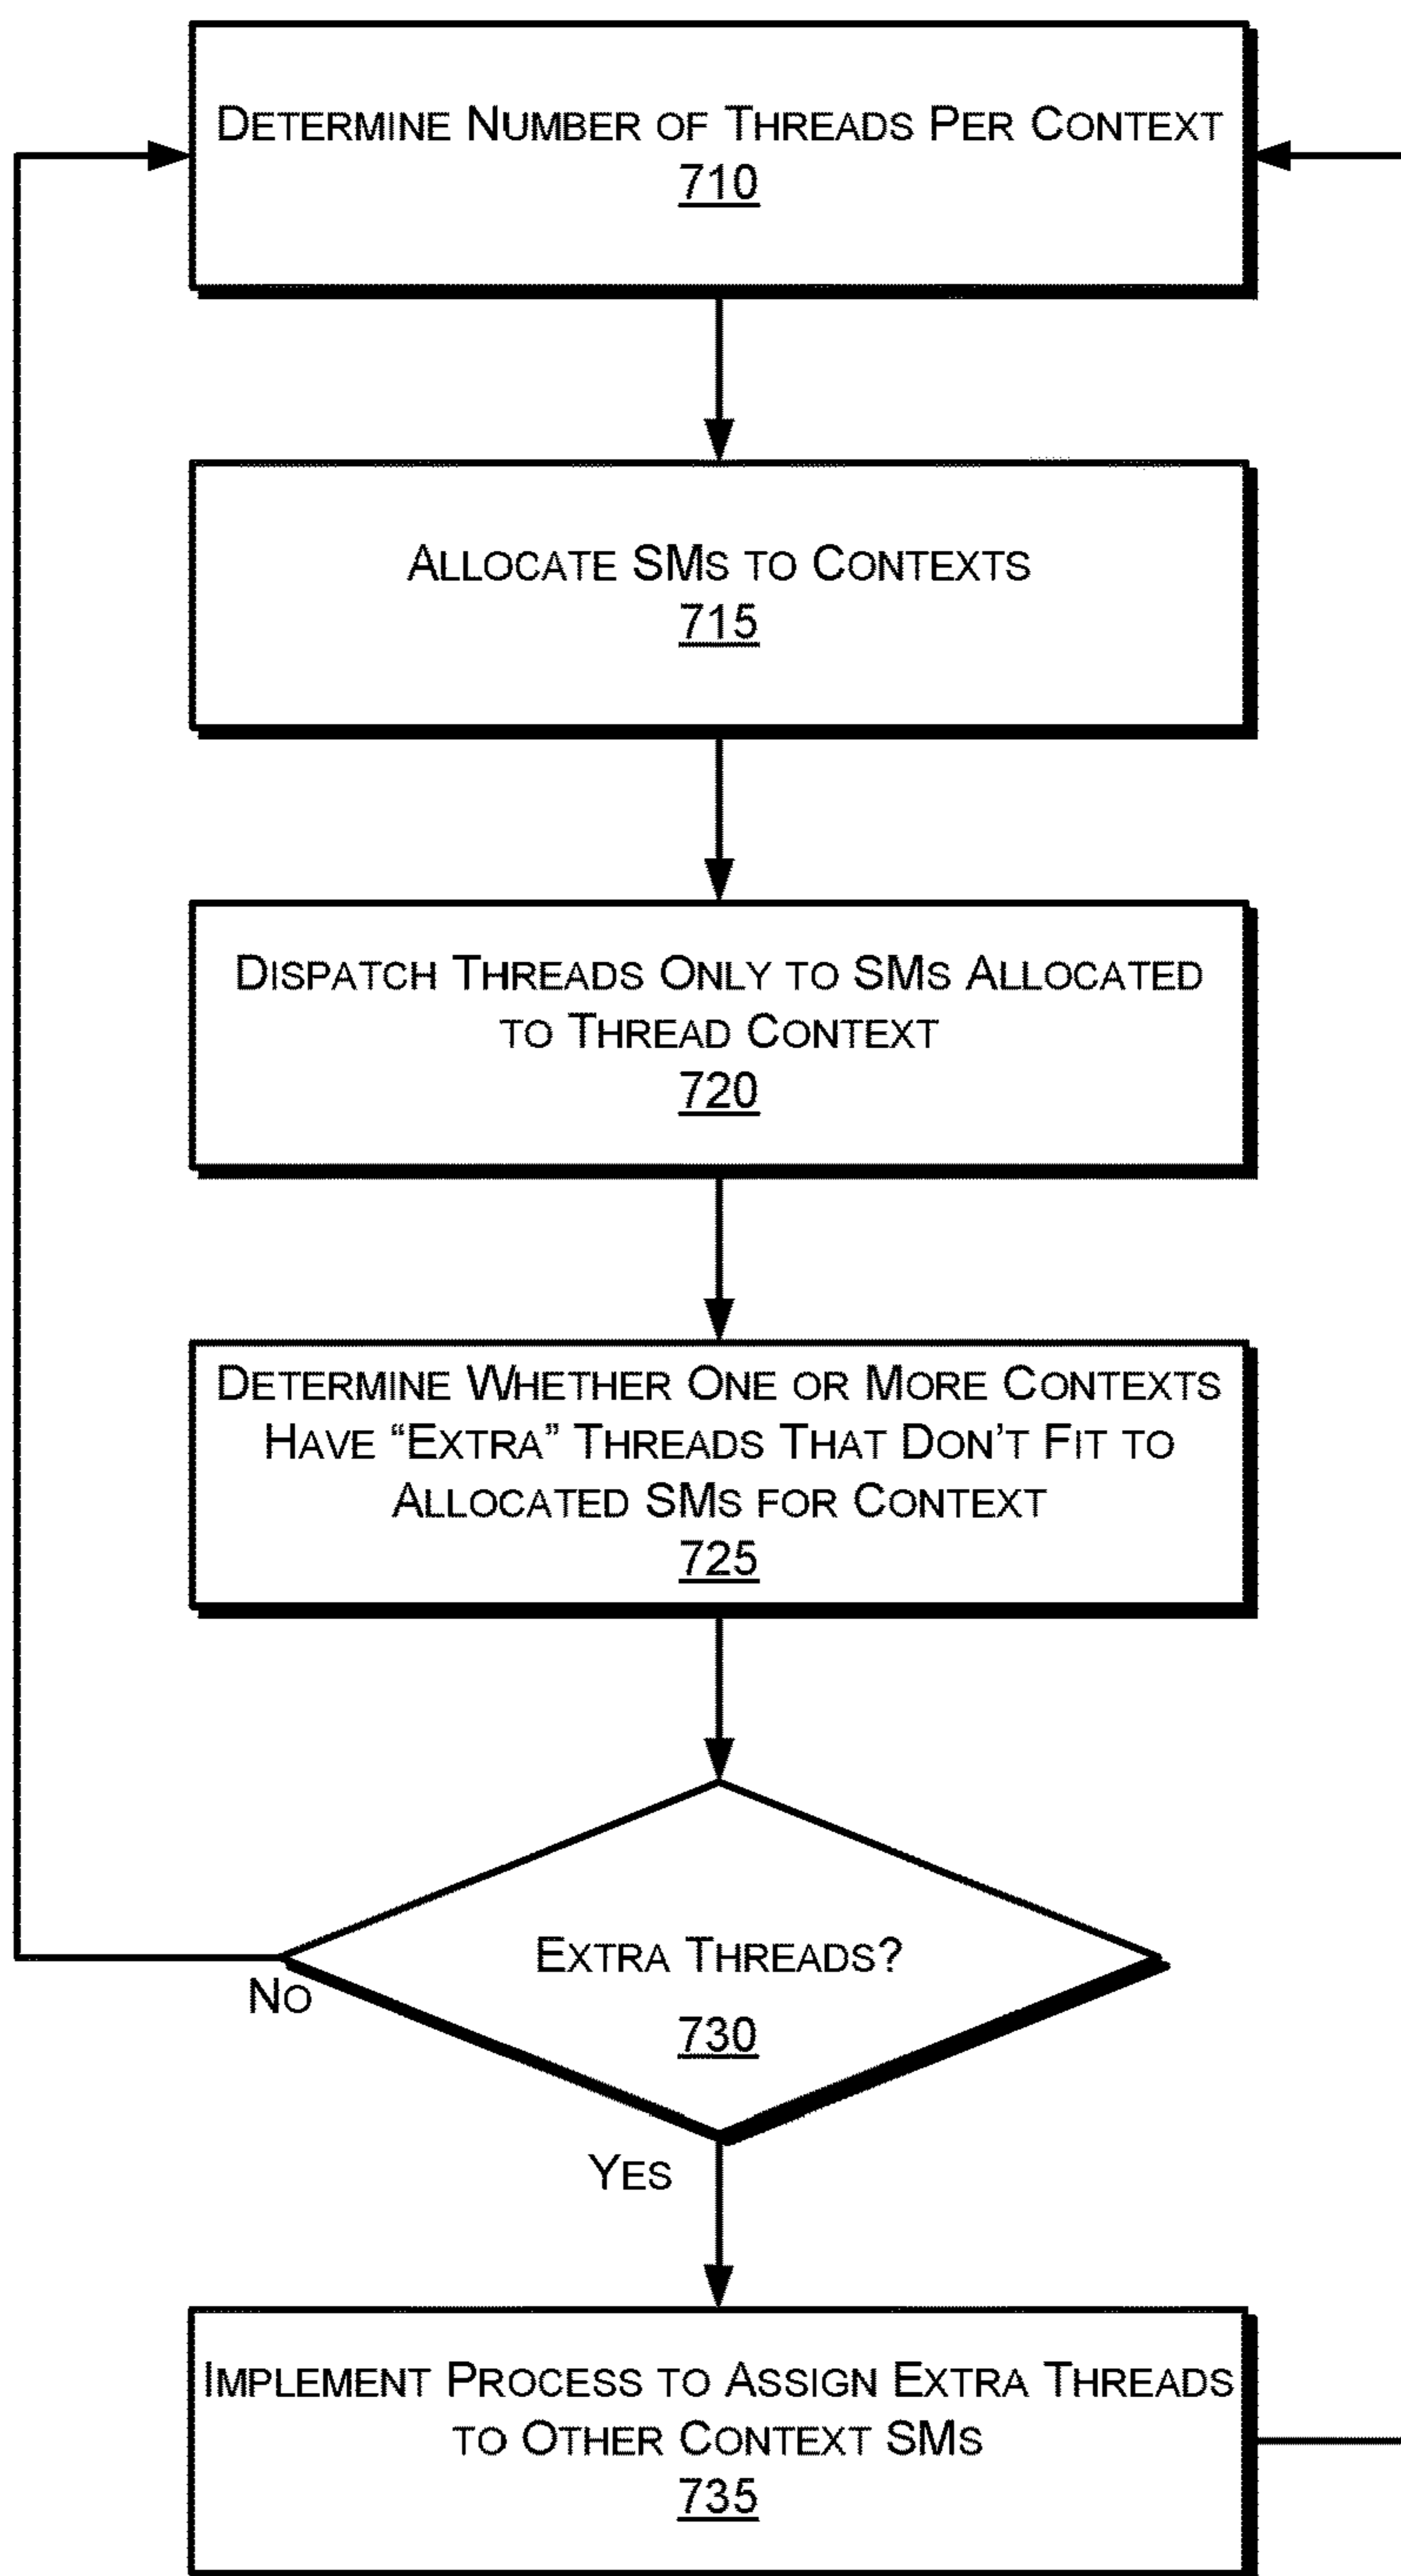 DETERMINE NUMBER OF THREADS PER CONTEXT
710
ALLOCATE SMS TO CONTEXTS
715
DISPATCH THREADS ONLY TO SMS ALLOCATED
TO THREAD CONTEXT
720
DETERMINE WHETHER ONE OR MORE CONTEXTS
HAVE “EXTRA” THREADS THAT DON'T FIT TO
ALLOCATED SMS FOR CONTEXT
725
EXTRA THREADS?
NO
730
YES
IMPLEMENT PROCESS TO ASSIGN EXTRA THREADS
TO OTHER CONTEXT SMS
735